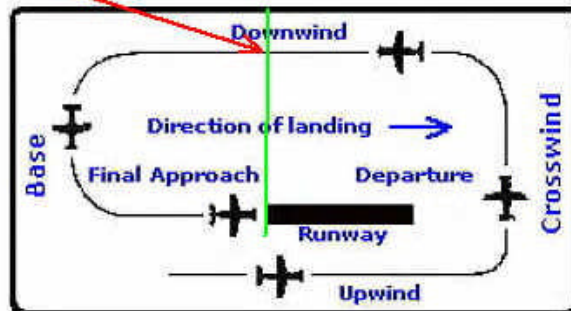 Downwind
Direction of landing
Base
Crosswind
Final Approach
Departure
Runway
Upwind